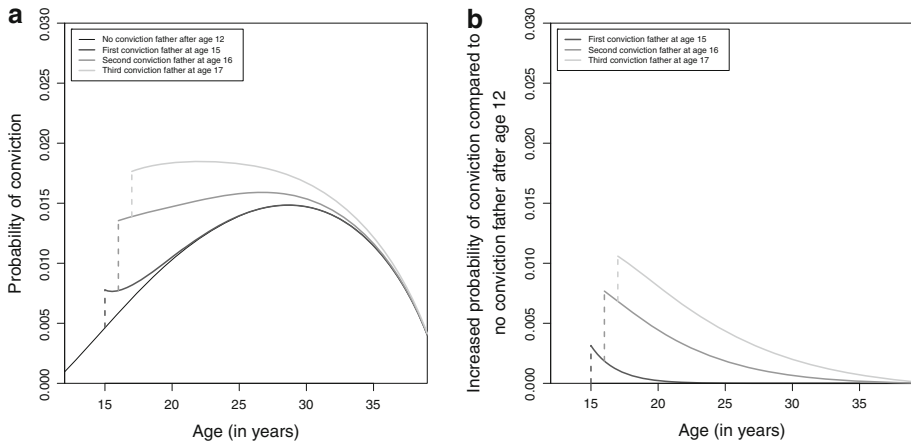 a
0.030
0.025
0.020
0.015
0.010
0.005
0.000
Probability of conviction
No conviction father after age 12
First conviction father at age 15
Second conviction father at age 16
Third conviction father at age 17
15 20 25 30 35
Age (in years)
b
0.030
0.025
0.020
0.015
0.010
0.005
0.000
Increased probability of conviction compared to
no conviction father after age 12
First conviction father at age 15
Second conviction father at age 16
Third conviction father at age 17
15 20 25 30 35
Age (in years)